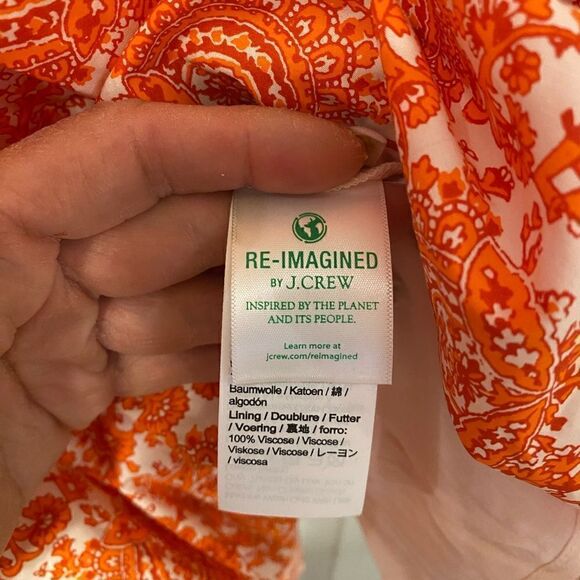 RE-IMAGINED
BY J.CREW
INSPIRED BY THE PLANET
AND ITS PEOPLE.
Learn more at
jcrew.com/reimagined
Baumwolle / Katoen / 綿 /
algodón
Lining / Doublure / Futter
/ Voering / 裏地 / forro:
100% Viscose / Viscose /
Viskose / Viscose / レーヨン
/ viscosa